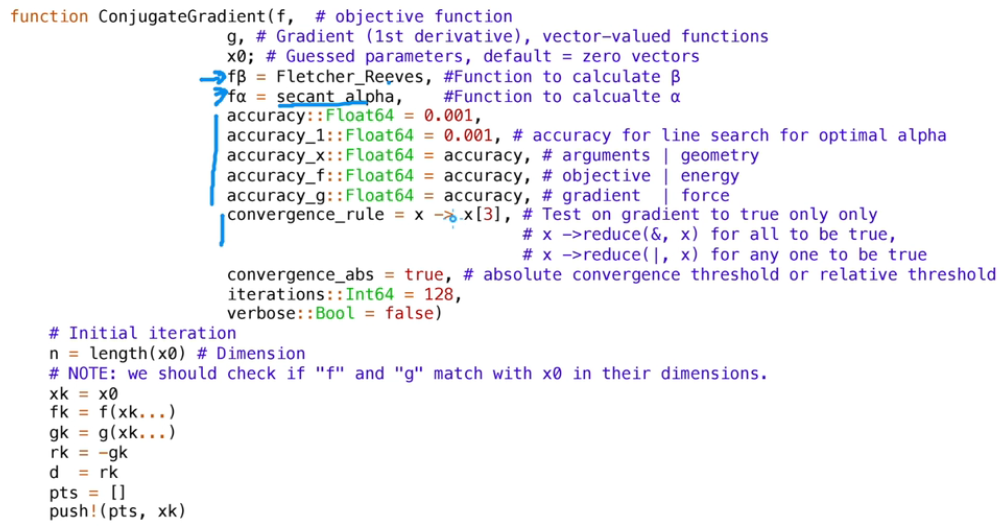 function ConjugateGradient(f,  # objective function
g, # Gradient (1st derivative), vector-valued functions
x0; # Guessed parameters, default = zero vectors
fβ = Fletcher_Reeves, #Function to calculate β
fα = secant_alpha,    #Function to calcualte α
accuracy::Float64 = 0.001,
accuracy_1::Float64 = 0.001, # accuracy for line search for optimal alpha
accuracy_x::Float64 = accuracy, # arguments | geometry
accuracy_f::Float64 = accuracy, # objective | energy
accuracy_g::Float64 = accuracy, # gradient  | force
convergence_rule = x -> x[3], # Test on gradient to true only only
# x ->reduce(&, x) for all to be true,
# x ->reduce(|, x) for any one to be true
convergence_abs = true, # absolute convergence threshold or relative threshold
iterations::Int64 = 128,
verbose::Bool = false)
# Initial iteration
n = length(x0) # Dimension
# NOTE: we should check if "f" and "g" match with x0 in their dimensions.
xk = x0
fk = f(xk...)
gk = g(xk...)
rk = -gk
d  = rk
pts = []
push!(pts, xk)